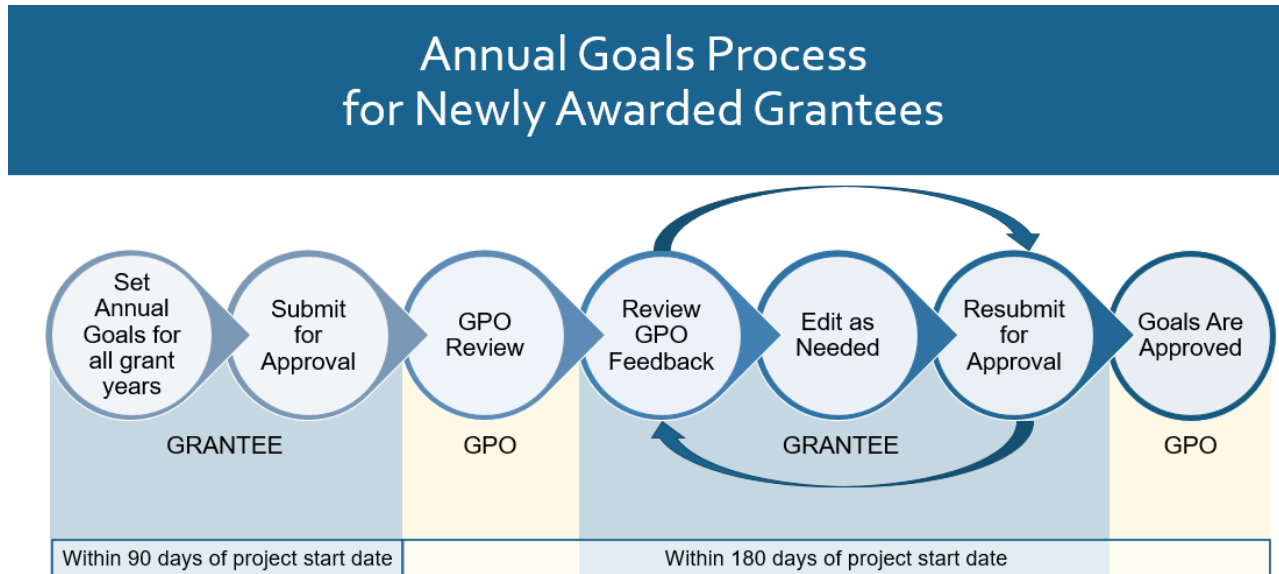 Annual Goals Process
for Newly Awarded Grantees
Set
Annual
Goals for
all grant
years
Submit
for
Approval
GPO
Review
Review
GPO
Feedback
Edit as
Needed
Resubmit
for
Approval
Goals Are
Approved
GRANTEE
GPO
GRANTEE
GPO
Within 90 days of project start date
Within 180 days of project start date